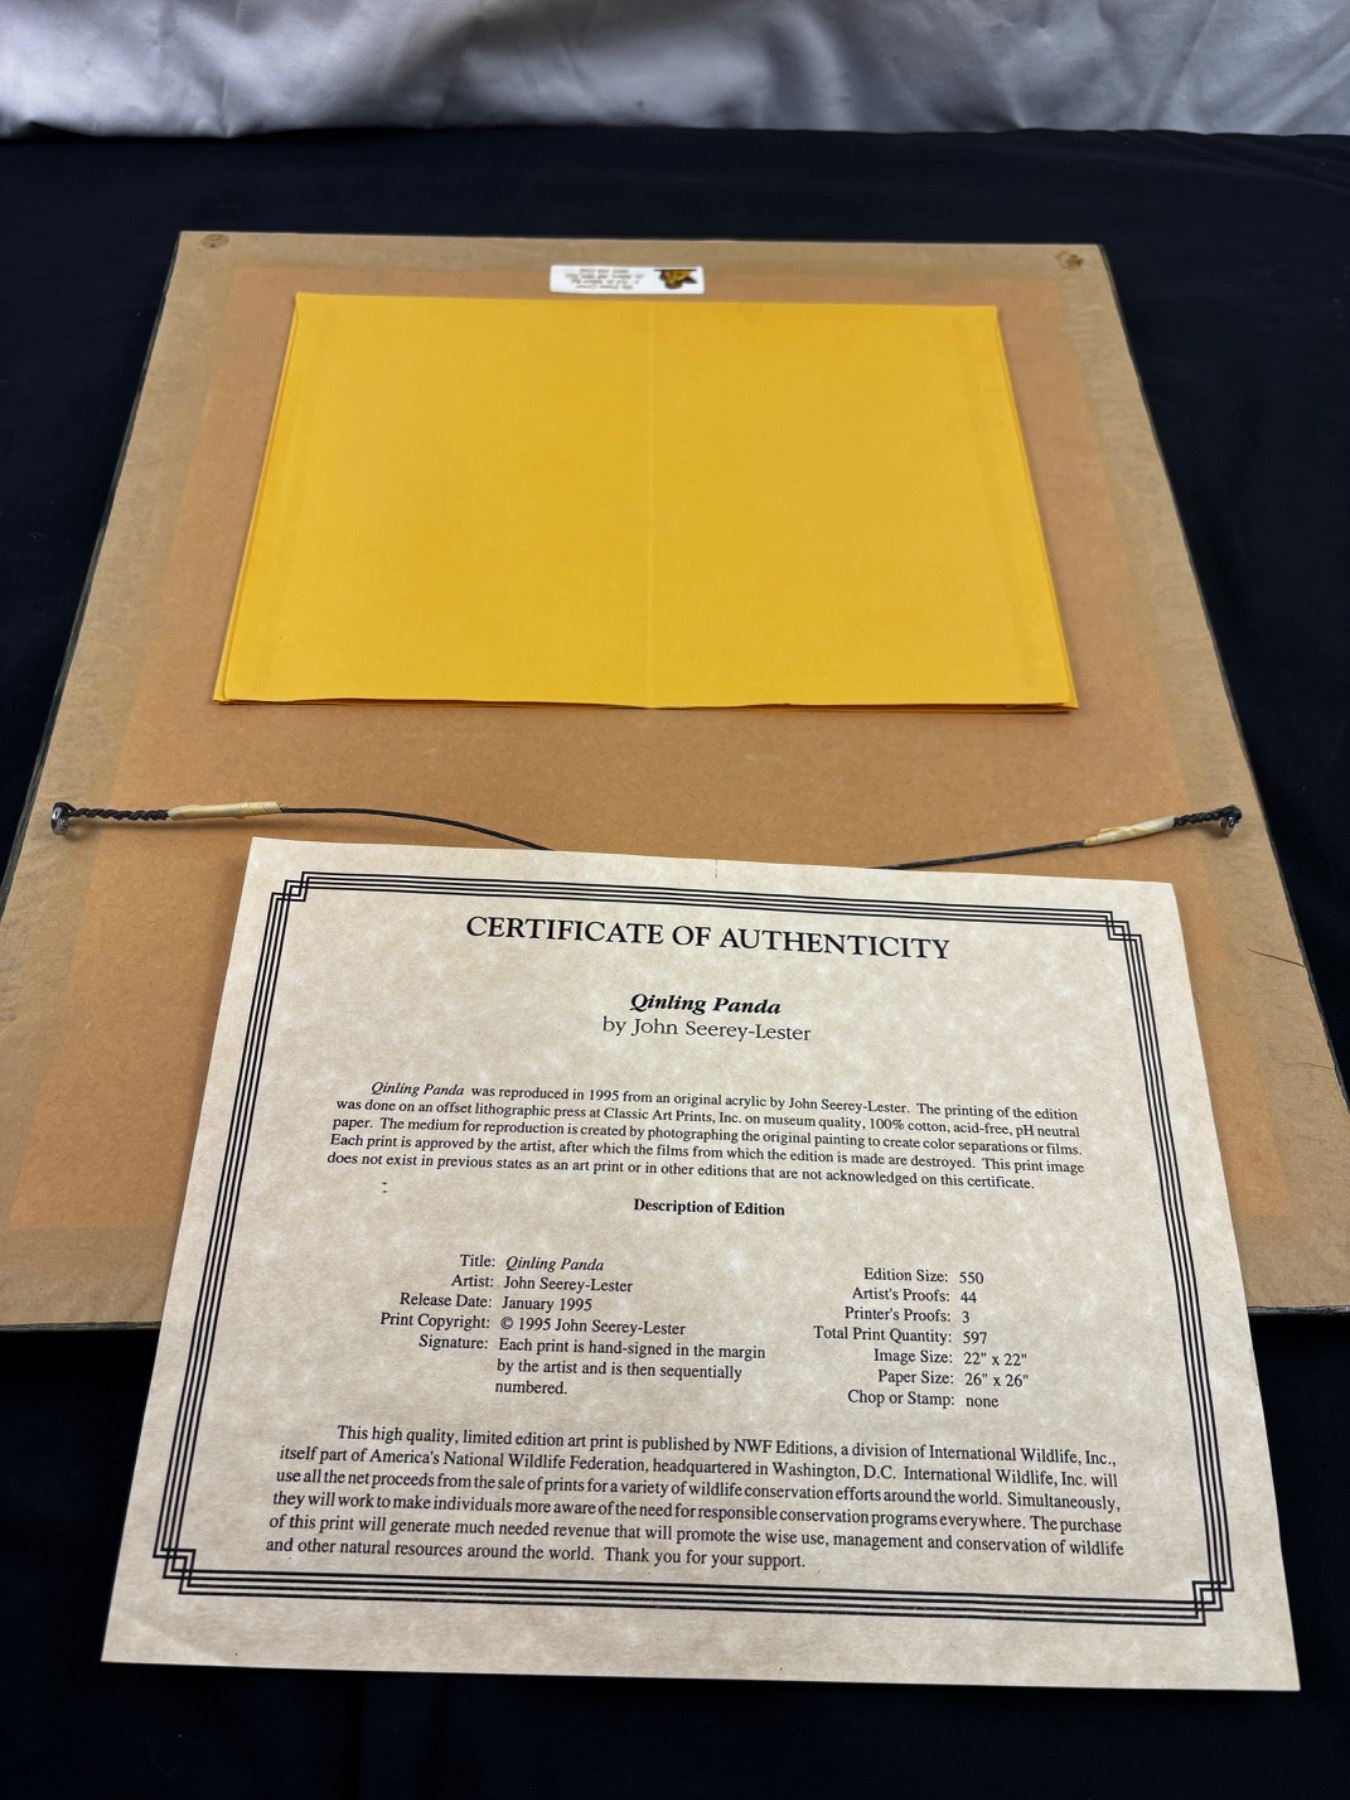 CERTIFICATE OF AUTHENTICITY
Qinling Panda
by John Seerey-Lester
Qinling Panda was reproduced in 1995 from an original acrylic by John Seerey-Lester. The printing of the edition
was done on an offset lithographic press at Classic Art Prints, Inc. on museum quality, 100% cotton, acid-free, pH neutral
paper. The medium for reproduction is created by photographing the original painting to create color separations or films.
Each print is approved by the artist, after which the films from which the edition is made are destroyed. This print image
does not exist in previous states as an art print or in other editions that are not acknowledged on this certificate.
Description of Edition
Title: Qinling Panda
Artist: John Seerey-Lester
Release Date: January 1995
Print Copyright: © 1995 John Seerey-Lester
Signature: Each print is hand-signed in the margin
by the artist and is then sequentially
numbered.
Edition Size: 550
Artist's Proofs: 44
Printer's Proofs: 3
Total Print Quantity: 597
Image Size: 22" x 22"
Paper Size: 26" x 26"
Chop or Stamp: none
This high quality, limited edition art print is published by NWF Editions, a division of International Wildlife, Inc.,
itself part of America's National Wildlife Federation, headquartered in Washington, D.C. International Wildlife, Inc. will
use all the net proceeds from the sale of prints for a variety of wildlife conservation efforts around the world. Simultaneously,
they will work to make individuals more aware of the need for responsible conservation programs everywhere. The purchase
of this print will generate much needed revenue that will promote the wise use, management and conservation of wildlife
and other natural resources around the world. Thank you for your support.